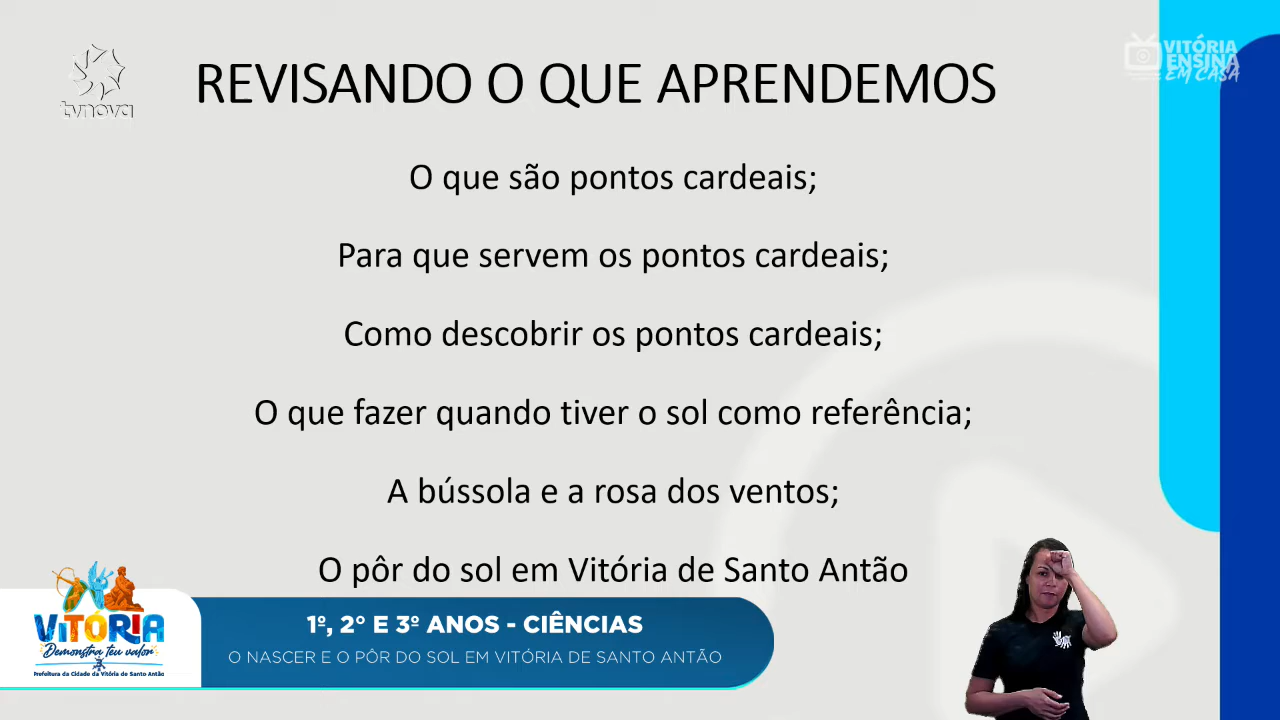 tvnova
VITÓRIA
ENSINA
EM CASA
REVISANDO O QUE APRENDEMOS
O que são pontos cardeais;
Para que servem os pontos cardeais;
Como descobrir os pontos cardeais;
O que fazer quando tiver o sol como referência;
A bússola e a rosa dos ventos;
O pôr do sol em Vitória de Santo Antão
VITÓRIA
Demonstra teu valor
Prefeitura da Cidade da Vitória de Santo Antão
1º, 2° E 3º ANOS - CIÊNCIAS
O NASCER E O PÔR DO SOL EM VITÓRIA DE SANTO ANTÃO